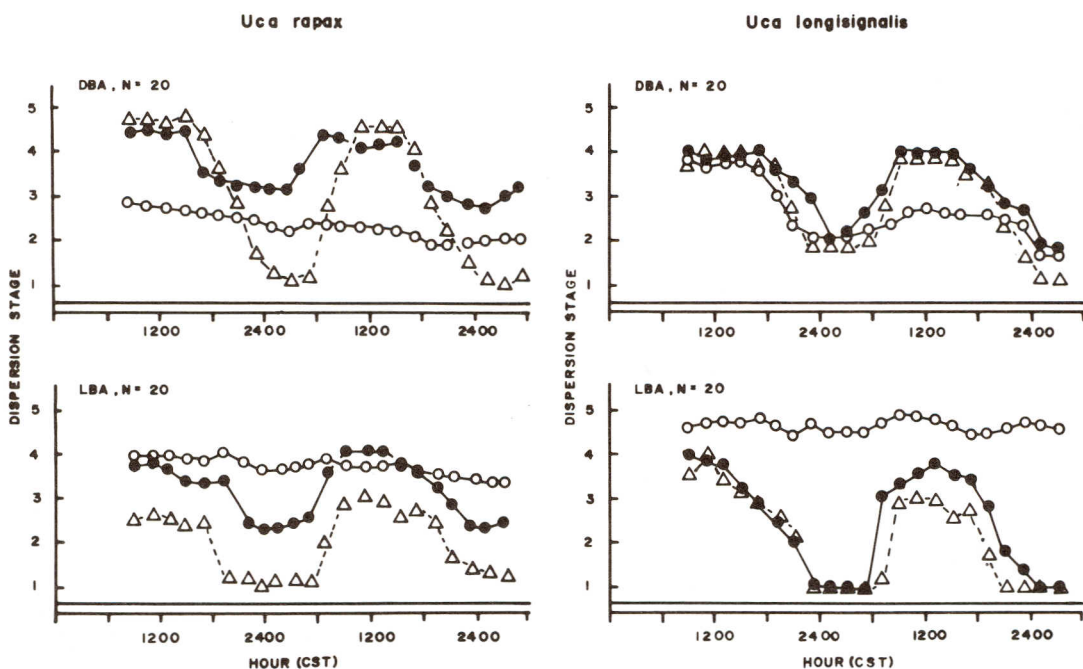 Uca rapax
Uca longisignalis
DBA, N= 20
5
4
3
2
1
1200 2400 1200 2400
DBA, N= 20
5
4
3
2
1
1200 2400 1200 2400
DISPERSION STAGE
DISPERSION STAGE
LBA, N= 20
5
4
3
2
1
1200 2400 1200 2400
HOUR (CST)
LBA, N= 20
5
4
3
2
1
1200 2400 1200 2400
HOUR (CST)